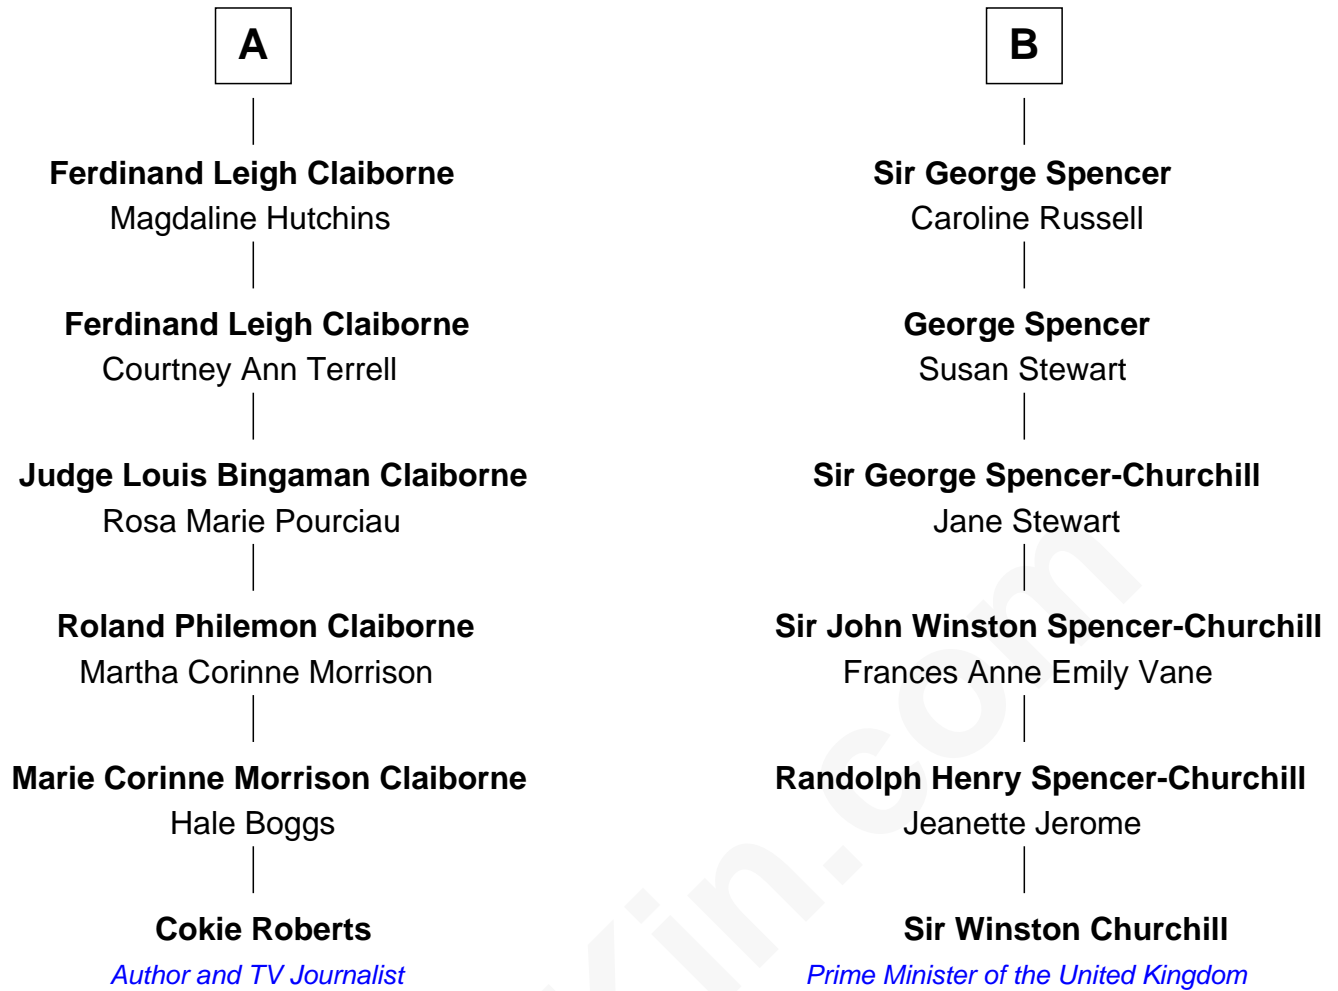 A
Ferdinand Leigh Claiborne
Magdaline Hutchins
Ferdinand Leigh Claiborne
Courtney Ann Terrell
Judge Louis Bingaman Claiborne
Rosa Marie Pourciau
Roland Philemon Claiborne
Martha Corinne Morrison
Marie Corinne Morrison Claiborne
Hale Boggs
Cokie Roberts
Author and TV Journalist
B
Sir George Spencer
Caroline Russell
George Spencer
Susan Stewart
Sir George Spencer-Churchill
Jane Stewart
Sir John Winston Spencer-Churchill
Frances Anne Emily Vane
Randolph Henry Spencer-Churchill
Jeanette Jerome
Sir Winston Churchill
Prime Minister of the United Kingdom